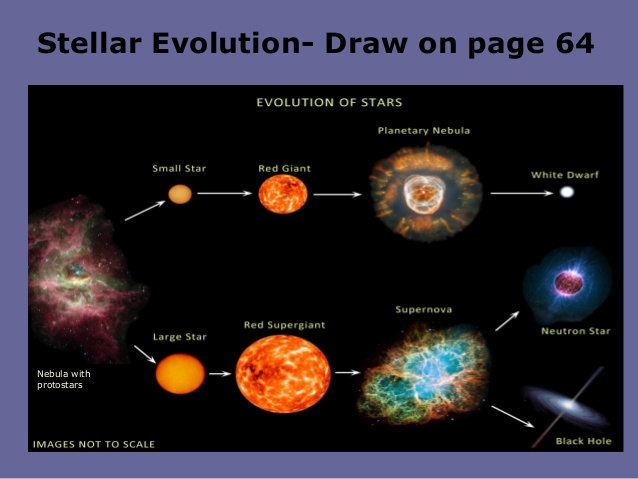 Stellar Evolution- Draw on page 64
EVOLUTION OF STARS
Planetary Nebula
Small Star
Red Giant
White Dwarf
Supernova
Red Supergiant
Large Star
Neutron Star
Nebula with
protostars
Black Hole
IMAGES NOT TO SCALE